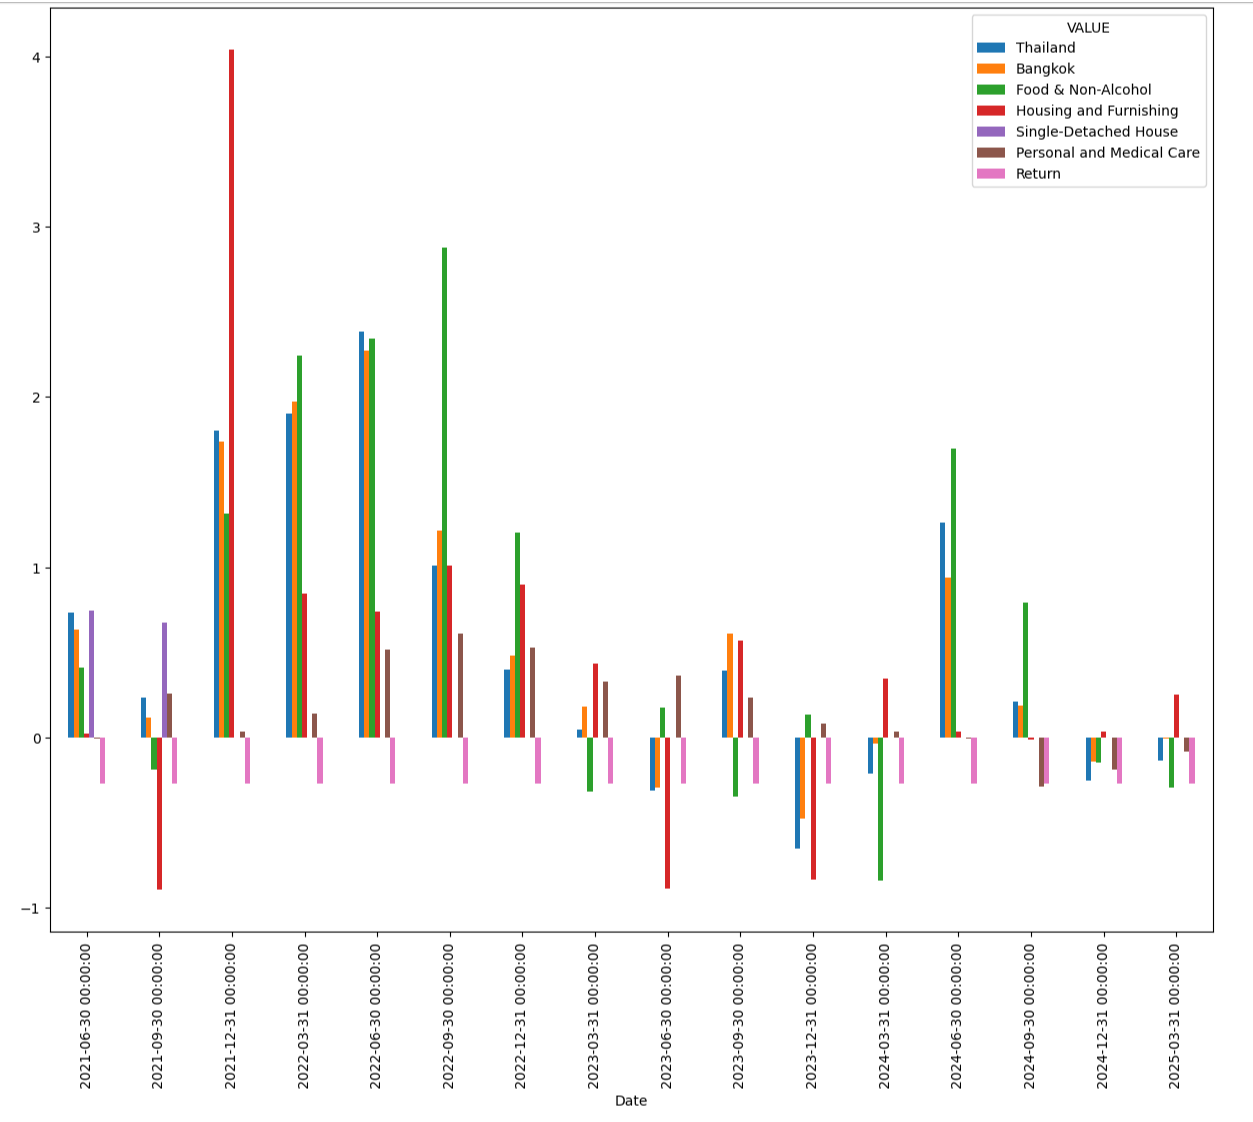 VALUE
Thailand
Bangkok
Food & Non-Alcohol
Housing and Furnishing
Single-Detached House
Personal and Medical Care
Return
4
3
2
1
0
−1
2021-06-30 00:00:00
2021-09-30 00:00:00
2021-12-31 00:00:00
2022-03-31 00:00:00
2022-06-30 00:00:00
2022-09-30 00:00:00
2022-12-31 00:00:00
2023-03-31 00:00:00
2023-06-30 00:00:00
2023-09-30 00:00:00
2023-12-31 00:00:00
2024-03-31 00:00:00
2024-06-30 00:00:00
2024-09-30 00:00:00
2024-12-31 00:00:00
2025-03-31 00:00:00
Date